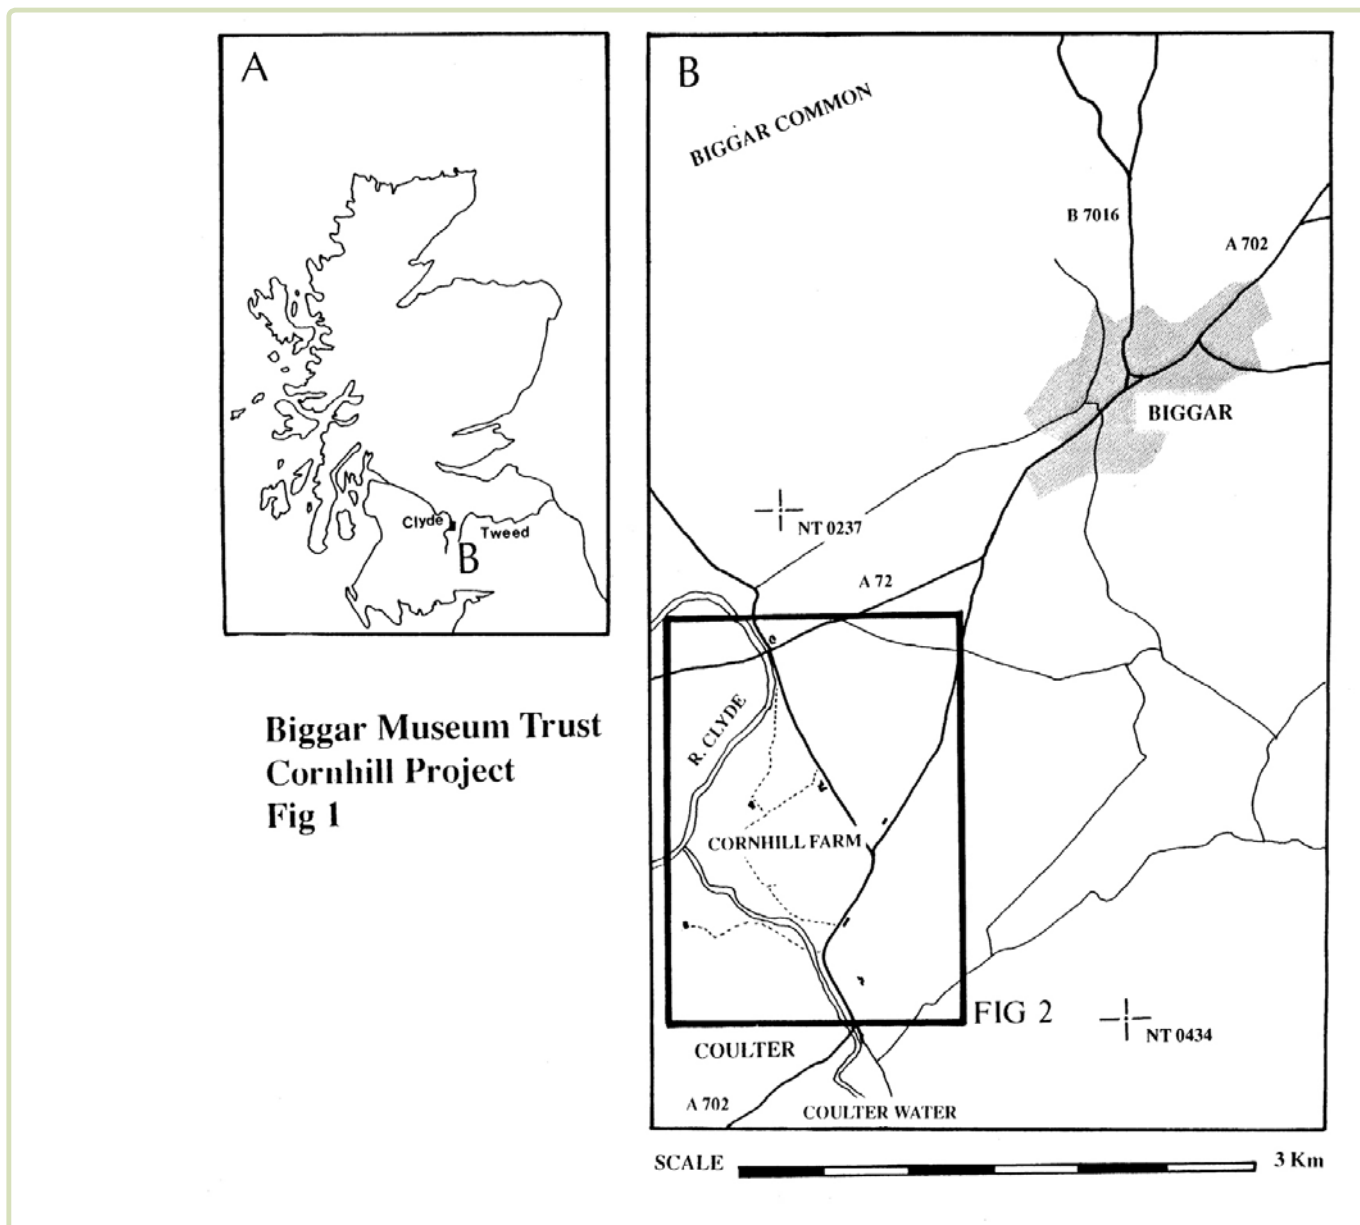 A
Clyde
Tweed
B
Biggar Museum Trust
Cornhill Project
Fig 1
B
BIGGAR COMMON
B 7016
A 702
BIGGAR
NT 0237
A 72
R. CLYDE
CORNHILL FARM
FIG 2
NT 0434
COULTER
A 702
COULTER WATER
SCALE
3 Km